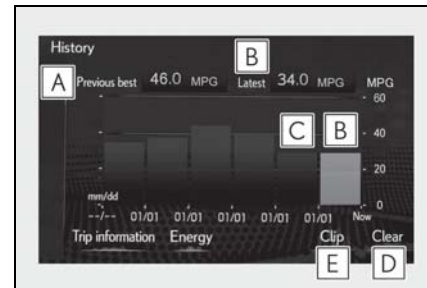 History
B
A Previous best 46.0 MPG Latest 34.0 MPG MPG
60
C B
40
20
mm/dd
0
--/-- 01/01 01/01 01/01 01/01 01/01 Now
Trip information Energy Clip Clear
E D